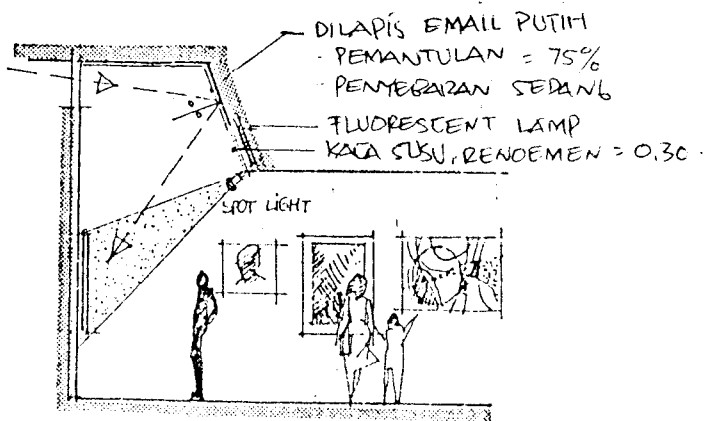 DILAPIS EMAIL PUTIH
- PEMANTULAN = 75%
- PENYEBARAN SEDANG
FLUORESCENT LAMP
KACA SUSU, RENDEMEN = 0.30.
SPOT LIGHT